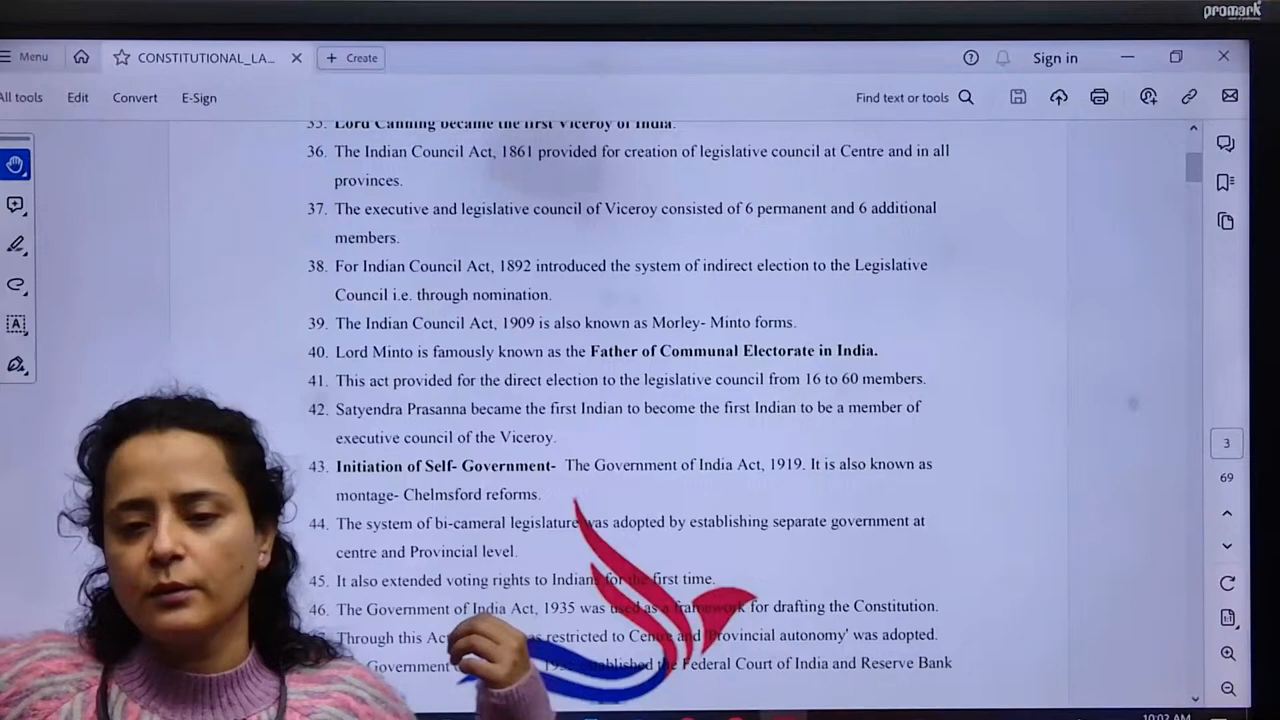 promark
Menu
CONSTITUTIONAL_LA...
Create
Sign in
All tools
Edit
Convert
E-Sign
Find text or tools
35. Lord Canning became the first Viceroy of India.
36. The Indian Council Act, 1861 provided for creation of legislative council at Centre and in all
provinces.
37. The executive and legislative council of Viceroy consisted of 6 permanent and 6 additional
members.
38. For Indian Council Act, 1892 introduced the system of indirect election to the Legislative
Council i.e. through nomination.
39. The Indian Council Act, 1909 is also known as Morley- Minto forms.
40. Lord Minto is famously known as the Father of Communal Electorate in India.
41. This act provided for the direct election to the legislative council from 16 to 60 members.
42. Satyendra Prasanna became the first Indian to become the first Indian to be a member of
executive council of the Viceroy.
43. Initiation of Self- Government- The Government of India Act, 1919. It is also known as
montage- Chelmsford reforms.
44. The system of bi-cameral legislature was adopted by establishing separate government at
centre and Provincial level.
45. It also extended voting rights to Indians for the first time.
46. The Government of India Act, 1935 was used as a framework for drafting the Constitution.
Through this Act restricted to Centre and 'Provincial autonomy' was adopted.
Government established the Federal Court of India and Reserve Bank
3
69
10:02 AM